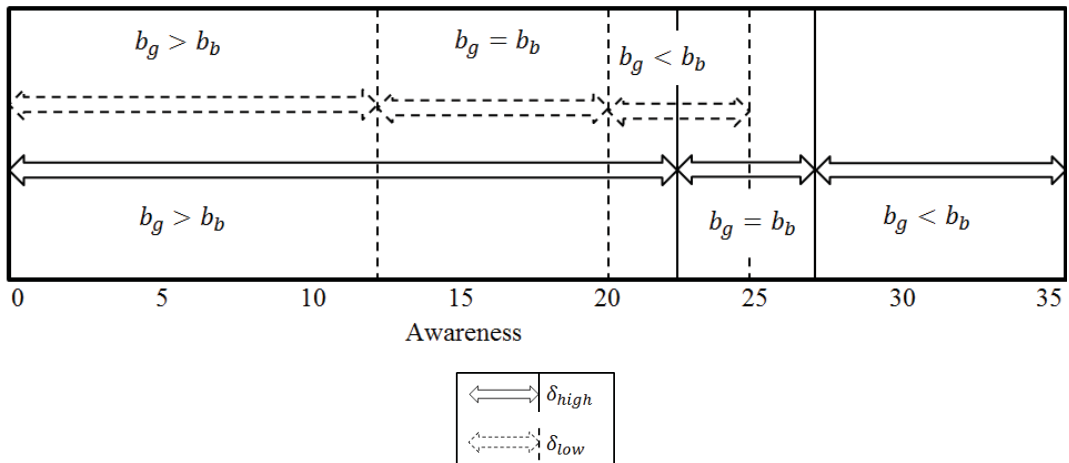 b_g > b_b
b_g = b_b
b_g < b_b
b_g > b_b
b_g = b_b
b_g < b_b
0 5 10 15 20 25 30 35
Awareness
δ_high
δ_low